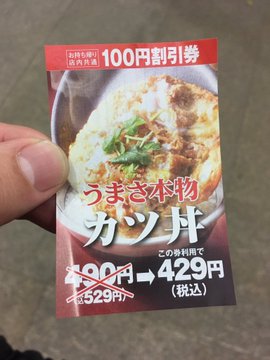 お持ち帰り
店内共通
100円割引券
うまさ本物
カツ丼
この券利用で
490円→429円
込529円)
(税込)